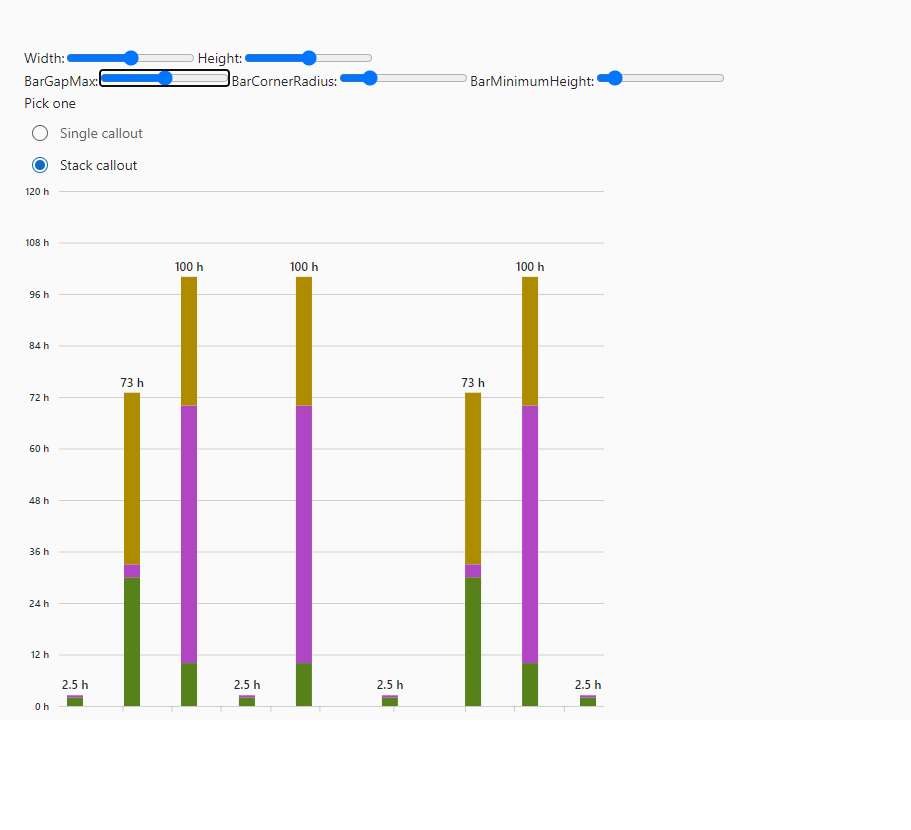 Width: Height:
BarGapMax: BarCornerRadius: BarMinimumHeight:
Pick one
Single callout
Stack callout
120 h
108 h
100 h 100 h 100 h
96 h
84 h
73 h 73 h
72 h
60 h
48 h
36 h
24 h
12 h
2.5 h 2.5 h 2.5 h 2.5 h
0 h